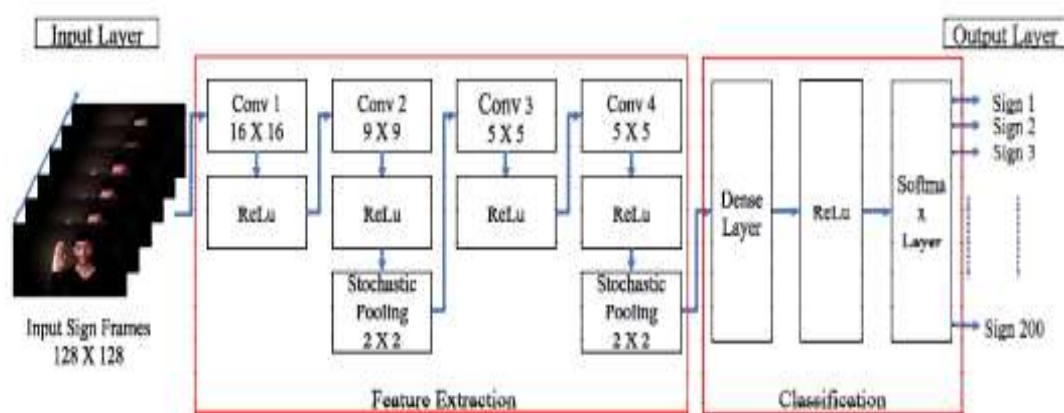 Input Layer
Output Layer
Conv 1
16 X 16
Conv 2
9 X 9
Conv 3
5 X 5
Conv 4
5 X 5
ReLu
ReLu
ReLu
ReLu
Stochastic
Pooling
2 X 2
Stochastic
Pooling
2 X 2
Dense
Layer
ReLu
Softma
x
Layer
Sign 1
Sign 2
Sign 3
Sign 200
Input Sign Frames
128 X 128
Feature Extraction
Classification